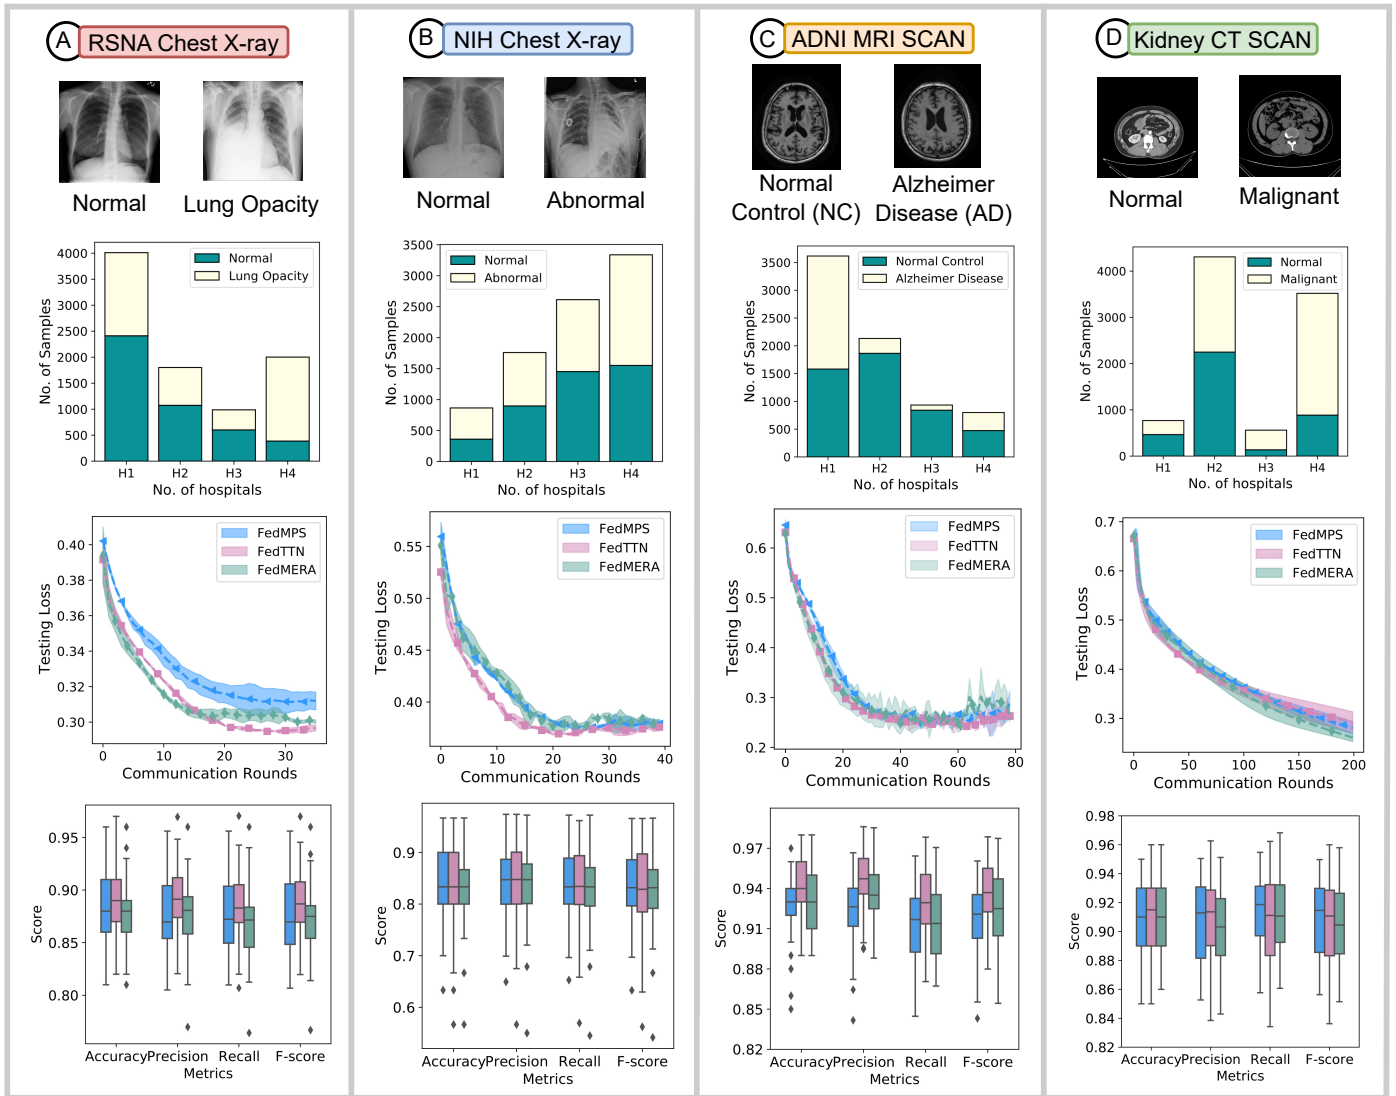 A RSNA Chest X-ray
Normal
Lung Opacity
4000
3500
3000
2500
2000
1500
1000
500
0
No. of Samples
Normal
Lung Opacity
H1 H2 H3 H4
No. of hospitals
0.40
0.38
0.36
0.34
0.32
0.30
Testing Loss
FedMPS
FedTTN
FedMERA
0 10 20 30
Communication Rounds
0.95
0.90
0.85
0.80
Score
Accuracy Precision Recall F-score
Metrics
B NIH Chest X-ray
Normal
Abnormal
3500
3000
2500
2000
1500
1000
500
0
No. of Samples
Normal
Abnormal
H1 H2 H3 H4
No. of hospitals
0.55
0.50
0.45
0.40
Testing Loss
FedMPS
FedTTN
FedMERA
0 10 20 30 40
Communication Rounds
0.9
0.8
0.7
0.6
Score
Accuracy Precision Recall F-score
Metrics
C ADNI MRI SCAN
Normal
Control (NC)
Alzheimer
Disease (AD)
3500
3000
2500
2000
1500
1000
500
0
No. of Samples
Normal Control
Alzheimer Disease
H1 H2 H3 H4
No. of hospitals
0.6
0.5
0.4
0.3
0.2
Testing Loss
FedMPS
FedTTN
FedMERA
0 20 40 60 80
Communication Rounds
0.97
0.94
0.91
0.88
0.85
0.82
Score
Accuracy Precision Recall F-score
Metrics
D Kidney CT SCAN
Normal
Malignant
4000
3000
2000
1000
0
No. of Samples
Normal
Malignant
H1 H2 H3 H4
No. of hospitals
0.7
0.6
0.5
0.4
0.3
Testing Loss
FedMPS
FedTTN
FedMERA
0 50 100 150 200
Communication Rounds
0.98
0.96
0.94
0.92
0.90
0.88
0.86
0.84
0.82
Score
Accuracy Precision Recall F-score
Metrics